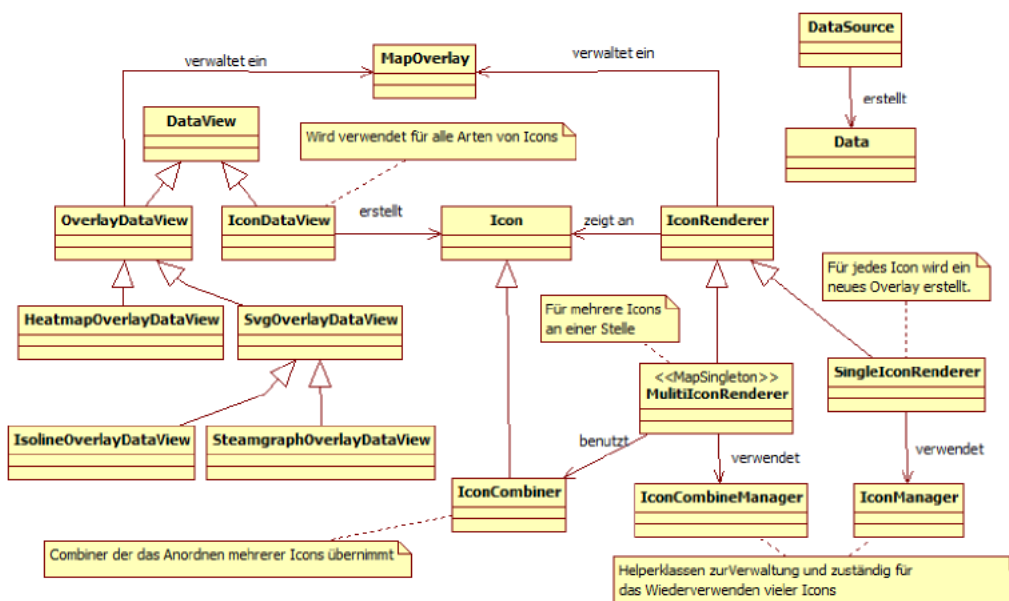 DataSource
verwaltet ein
MapOverlay
verwaltet ein
erstellt
DataView
Wird verwendet für alle Arten von Icons
Data
OverlayDataView
IconDataView
erstellt
Icon
zeigt an
IconRenderer
Für jedes Icon wird ein
neues Overlay erstellt.
HeatmapOverlayDataView
SvgOverlayDataView
Für mehrere Icons
an einer Stelle
<<MapSingleton>>
MulitiIconRenderer
SingleIconRenderer
IsolineOverlayDataView
SteamgraphOverlayDataView
benutzt
verwendet
verwendet
IconCombiner
IconCombineManager
IconManager
Combiner der das Anordnen mehrerer Icons übernimmt
Helperklassen zurVerwaltung und zuständig für
das Wiederverwenden vieler Icons